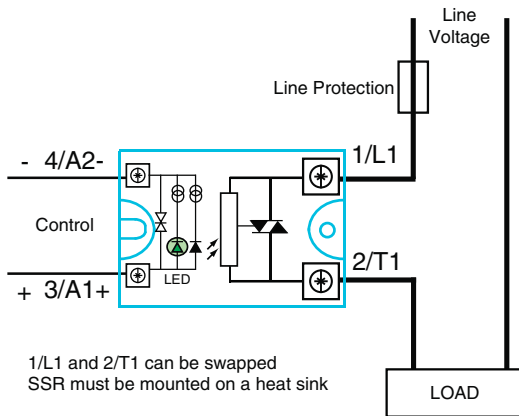 Line
Voltage
Line Protection
1/L1
- 4/A2-
Control
LED
2/T1
+ 3/A1+
1/L1 and 2/T1 can be swapped
SSR must be mounted on a heat sink
LOAD